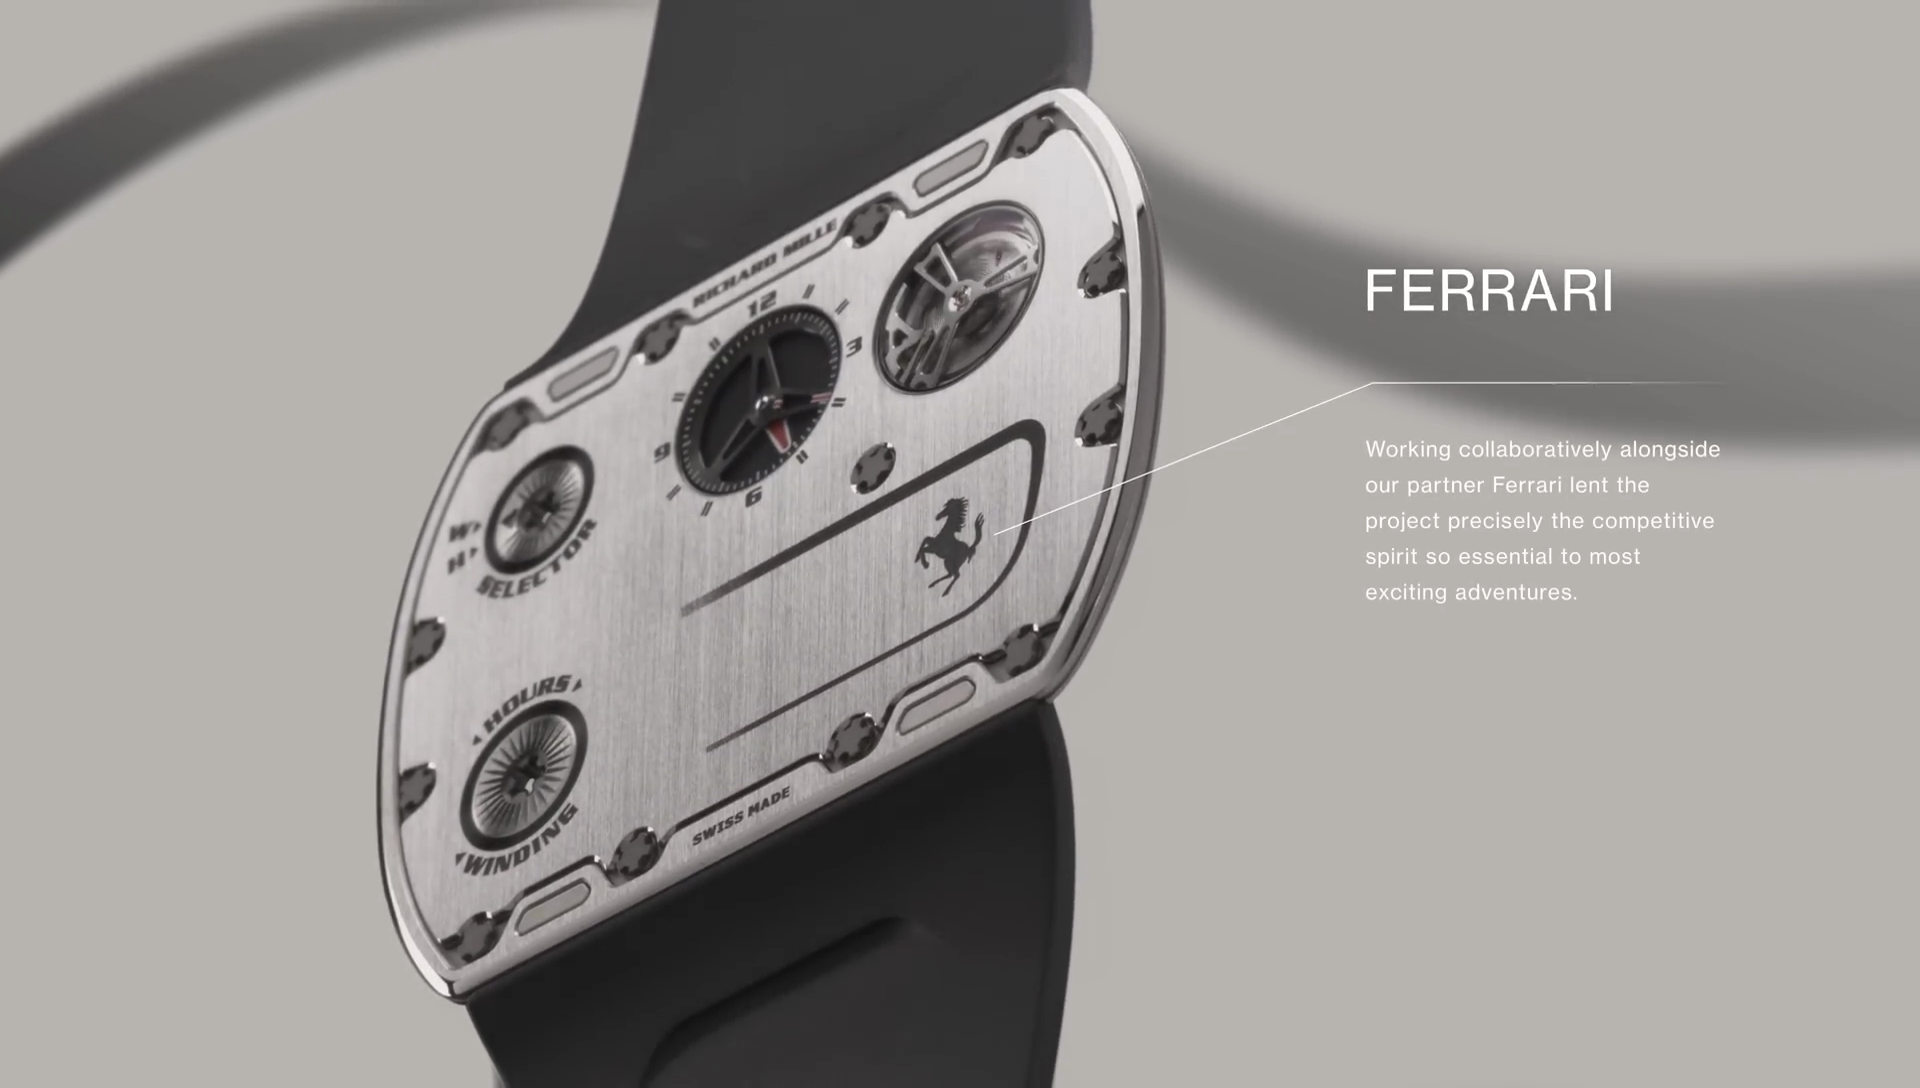 RICHARD MILLE
12
3
9
6
W
H
SELECTOR
HOURS
WINDING
SWISS MADE
FERRARI
Working collaboratively alongside
our partner Ferrari lent the
project precisely the competitive
spirit so essential to most
exciting adventures.